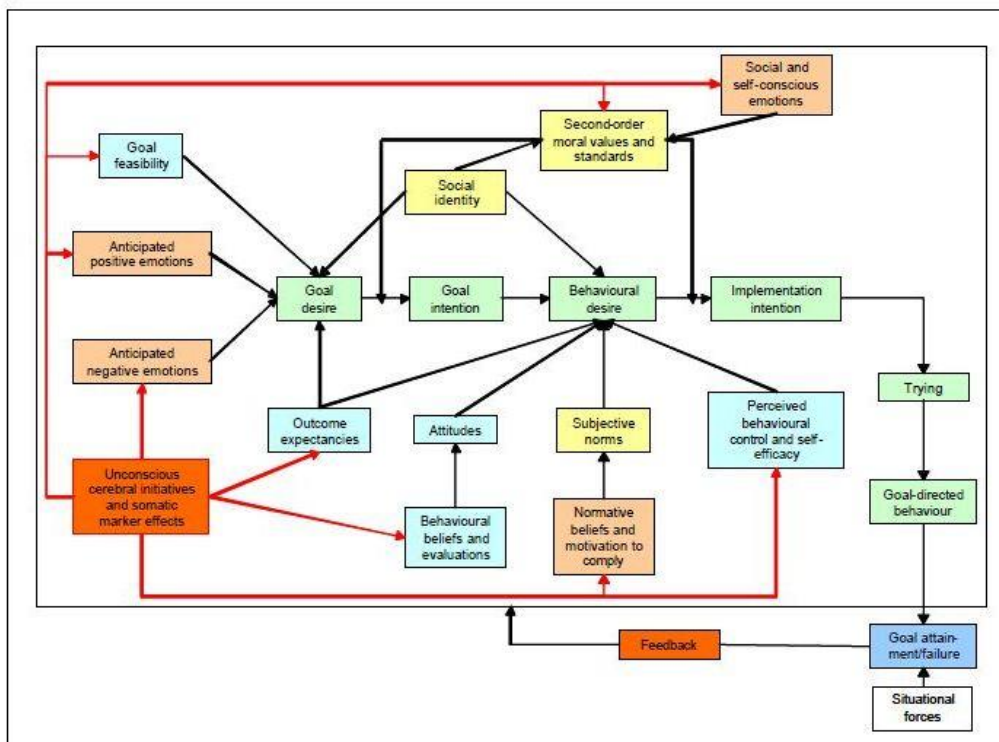 Social and
self-conscious
emotions
Second-order
moral values and
standards
Goal
feasibility
Social
identity
Anticipated
positive emotions
Goal
desire
Goal
intention
Behavioural
desire
Implementation
intention
Anticipated
negative emotions
Trying
Outcome
expectancies
Attitudes
Subjective
norms
Perceived
behavioural
control and self-
efficacy
Unconscious
cerebral initiatives
and somatic
marker effects
Behavioural
beliefs and
evaluations
Normative
beliefs and
motivation to
comply
Goal-directed
behaviour
Feedback
Goal attain-
ment/failure
Situational
forces